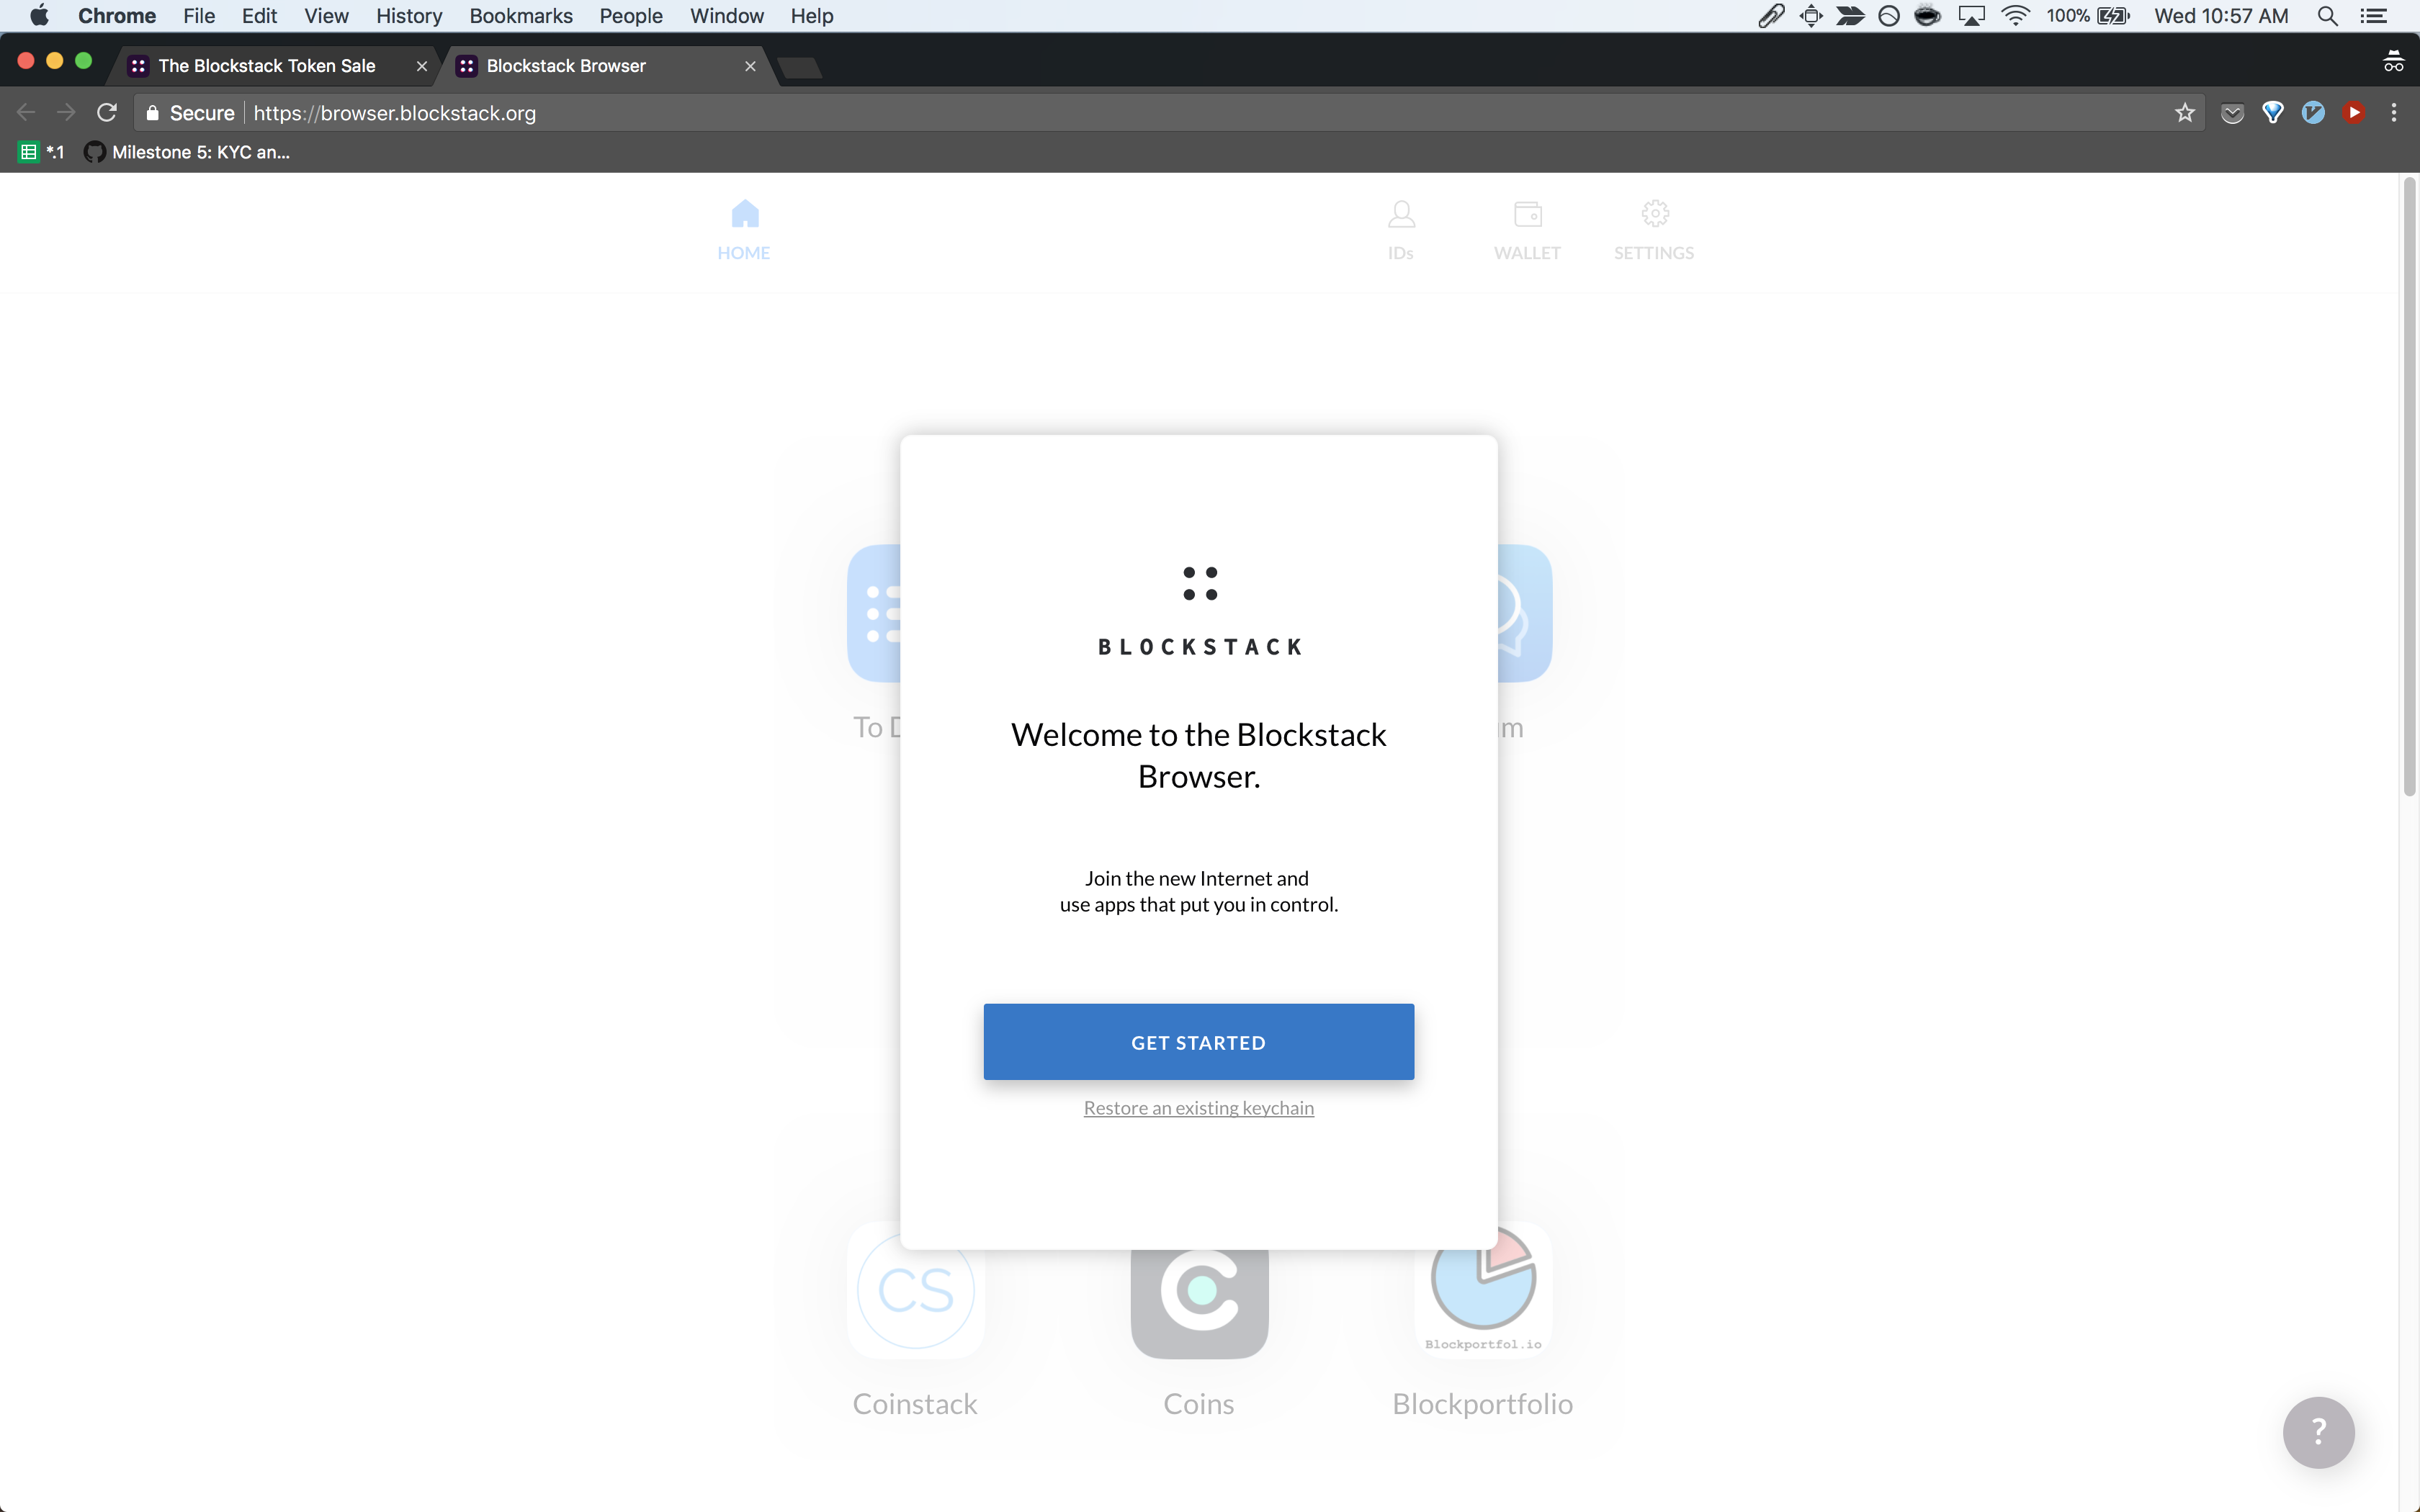 Chrome File Edit View History Bookmarks People Window Help 100% Wed 10:57 AM
The Blockstack Token Sale Blockstack Browser
Secure https://browser.blockstack.org
*.1 Milestone 5: KYC an...
HOME IDs WALLET SETTINGS
BLOCKSTACK
To D m
Welcome to the Blockstack
Browser.
Join the new Internet and
use apps that put you in control.
GET STARTED
Restore an existing keychain
CS
Blockportfol.io
Coinstack Coins Blockportfolio
?